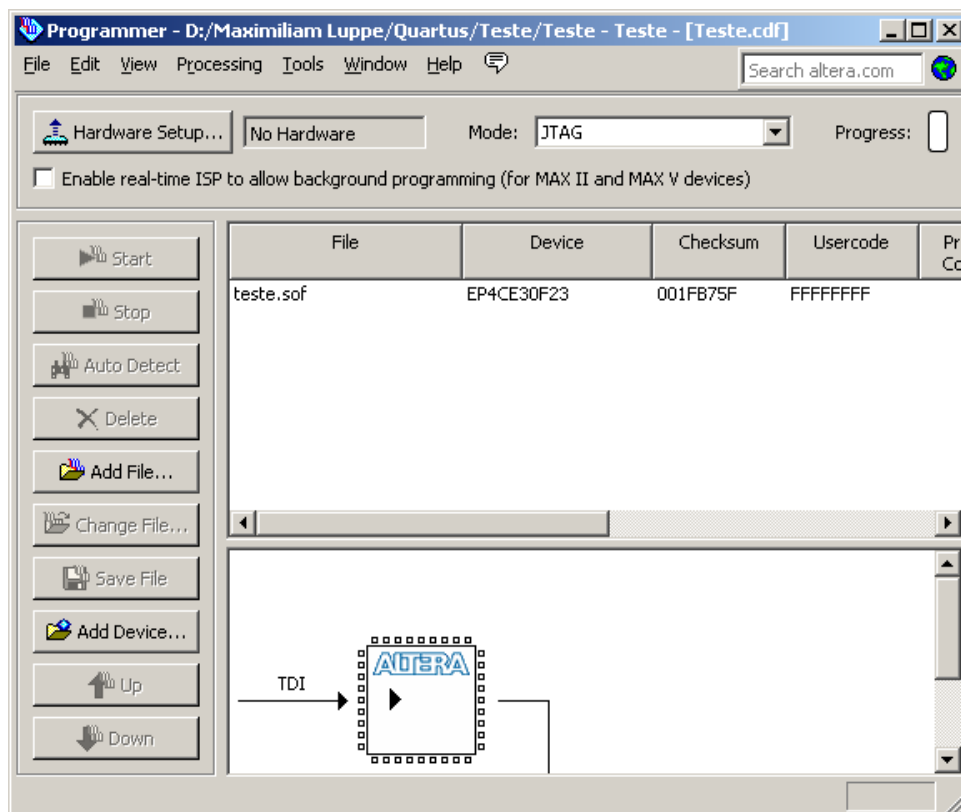 Programmer - D:/Maximiliam Luppe/Quartus/Teste/Teste - Teste - [Teste.cdf]
File Edit View Processing Tools Window Help
Search altera.com
Hardware Setup... No Hardware Mode: JTAG Progress:
Enable real-time ISP to allow background programming (for MAX II and MAX V devices)
File Device Checksum Usercode Pr
Co
teste.sof EP4CE30F23 001FB75F FFFFFFFF
Start
Stop
Auto Detect
Delete
Add File...
Change File...
Save File
Add Device...
Up
Down
ALTERA
TDI